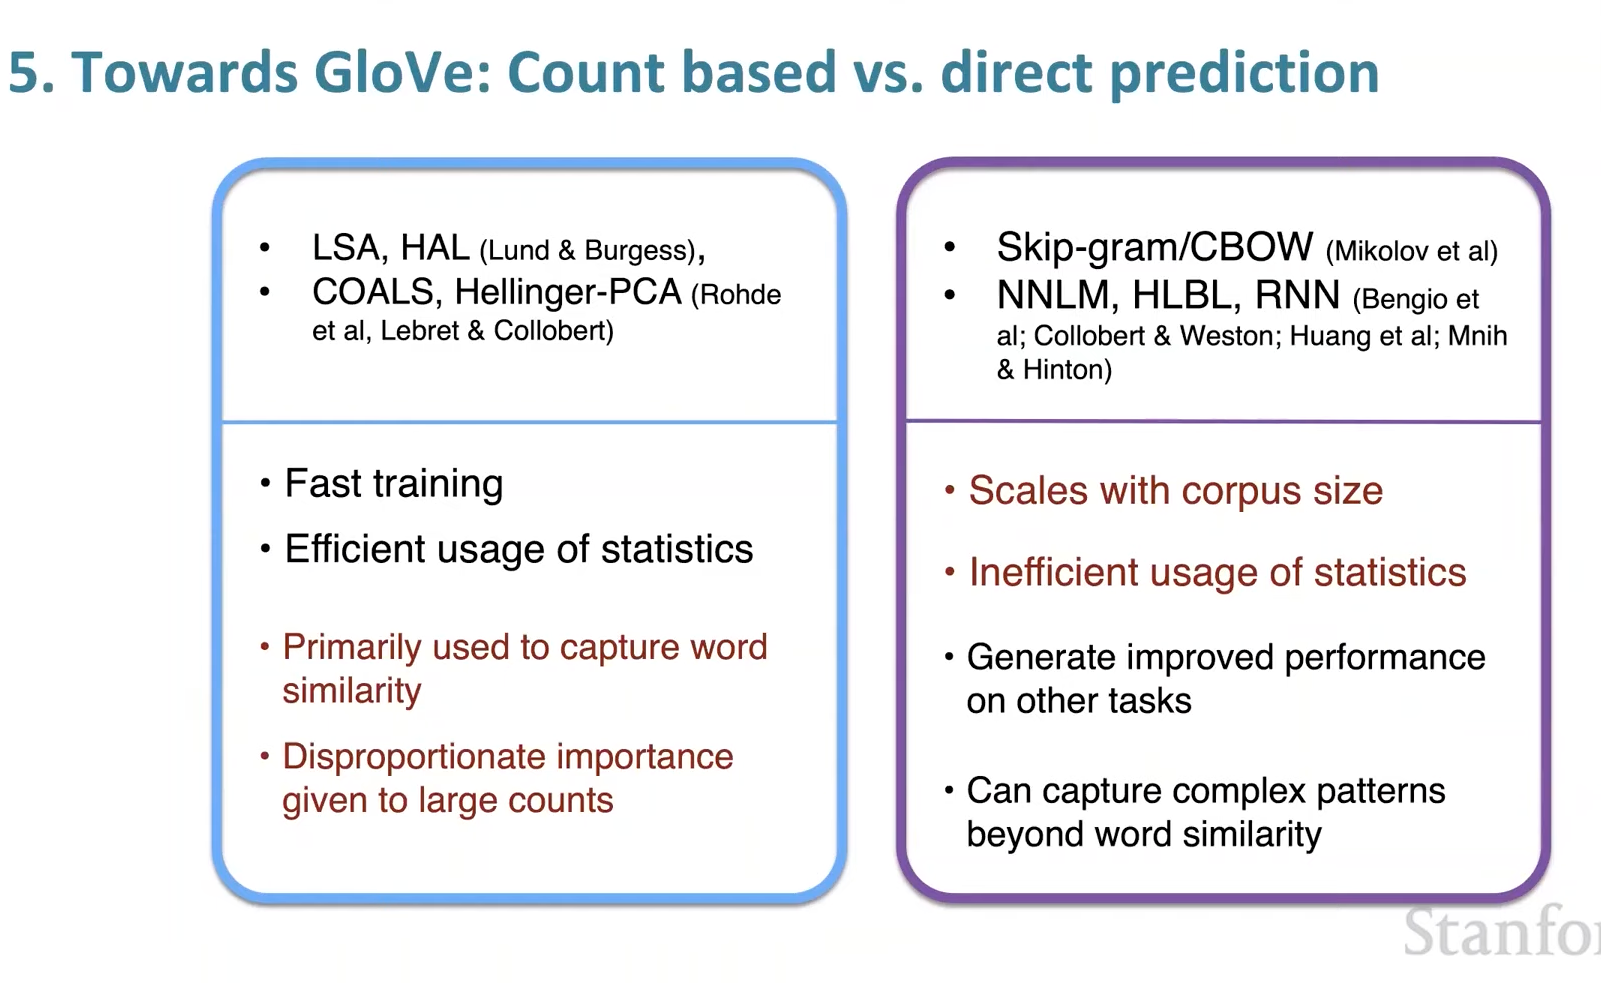 5. Towards GloVe: Count based vs. direct prediction
• LSA, HAL (Lund & Burgess),
• COALS, Hellinger-PCA (Rohde
et al, Lebret & Collobert)
• Fast training
• Efficient usage of statistics
• Primarily used to capture word
similarity
• Disproportionate importance
given to large counts
• Skip-gram/CBOW (Mikolov et al)
• NNLM, HLBL, RNN (Bengio et
al; Collobert & Weston; Huang et al; Mnih
& Hinton)
• Scales with corpus size
• Inefficient usage of statistics
• Generate improved performance
on other tasks
• Can capture complex patterns
beyond word similarity
Stanfor